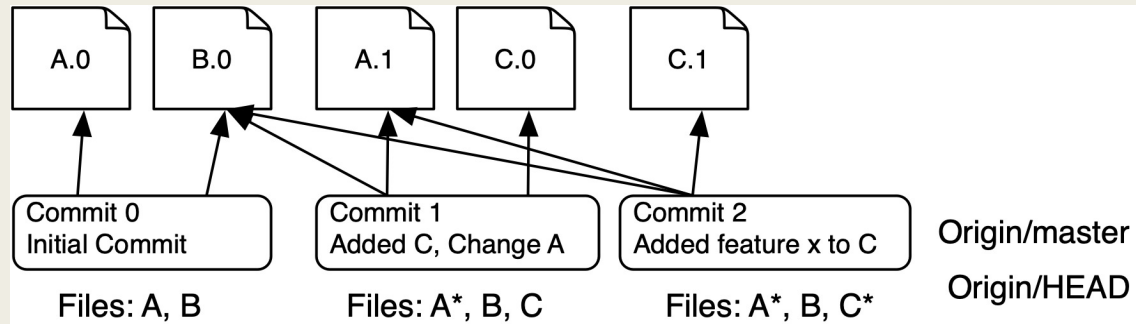 A.0
B.0
A.1
C.0
C.1
Commit 0
Initial Commit
Commit 1
Added C, Change A
Commit 2
Added feature x to C
Origin/master
Origin/HEAD
Files: A, B
Files: A*, B, C
Files: A*, B, C*